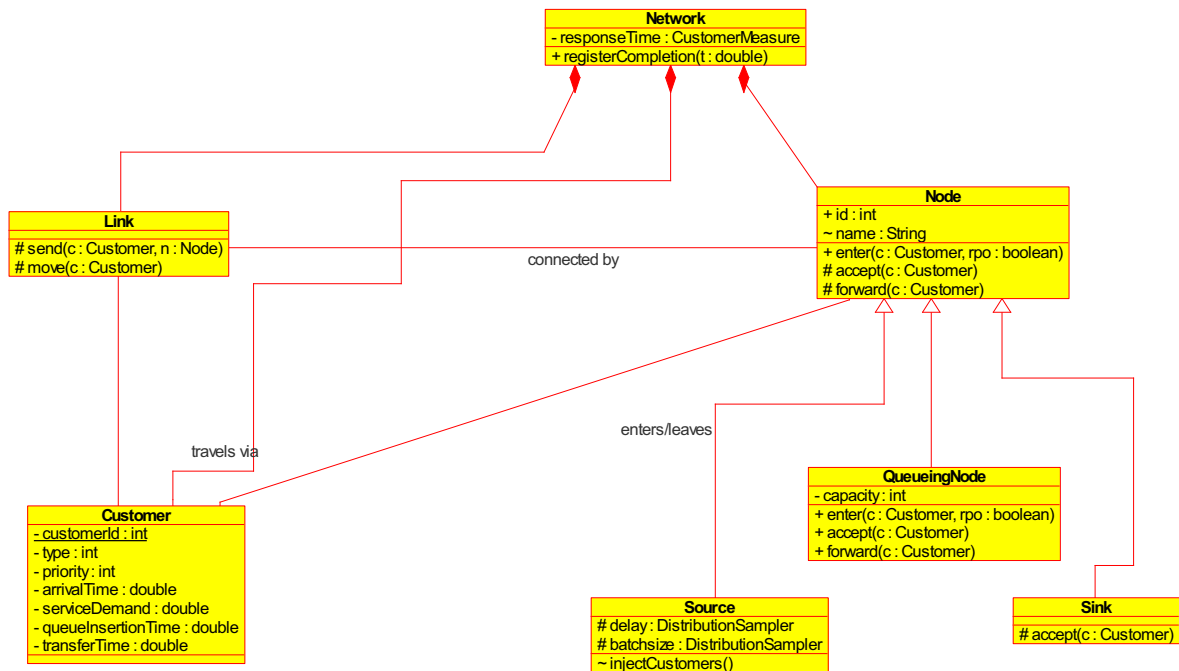 Network
- responseTime : CustomerMeasure
+ registerCompletion(t : double)
Link
# send(c : Customer, n : Node)
# move(c : Customer)
Node
+ id : int
~ name : String
+ enter(c : Customer, rpo : boolean)
# accept(c : Customer)
# forward(c : Customer)
connected by
enters/leaves
travels via
QueueingNode
- capacity : int
+ enter(c : Customer, rpo : boolean)
+ accept(c : Customer)
+ forward(c : Customer)
Customer
- customerId : int
- type : int
- priority : int
- arrivalTime : double
- serviceDemand : double
- queueInsertionTime : double
- transferTime : double
Source
# delay : DistributionSampler
# batchsize : DistributionSampler
~ injectCustomers()
Sink
# accept(c : Customer)